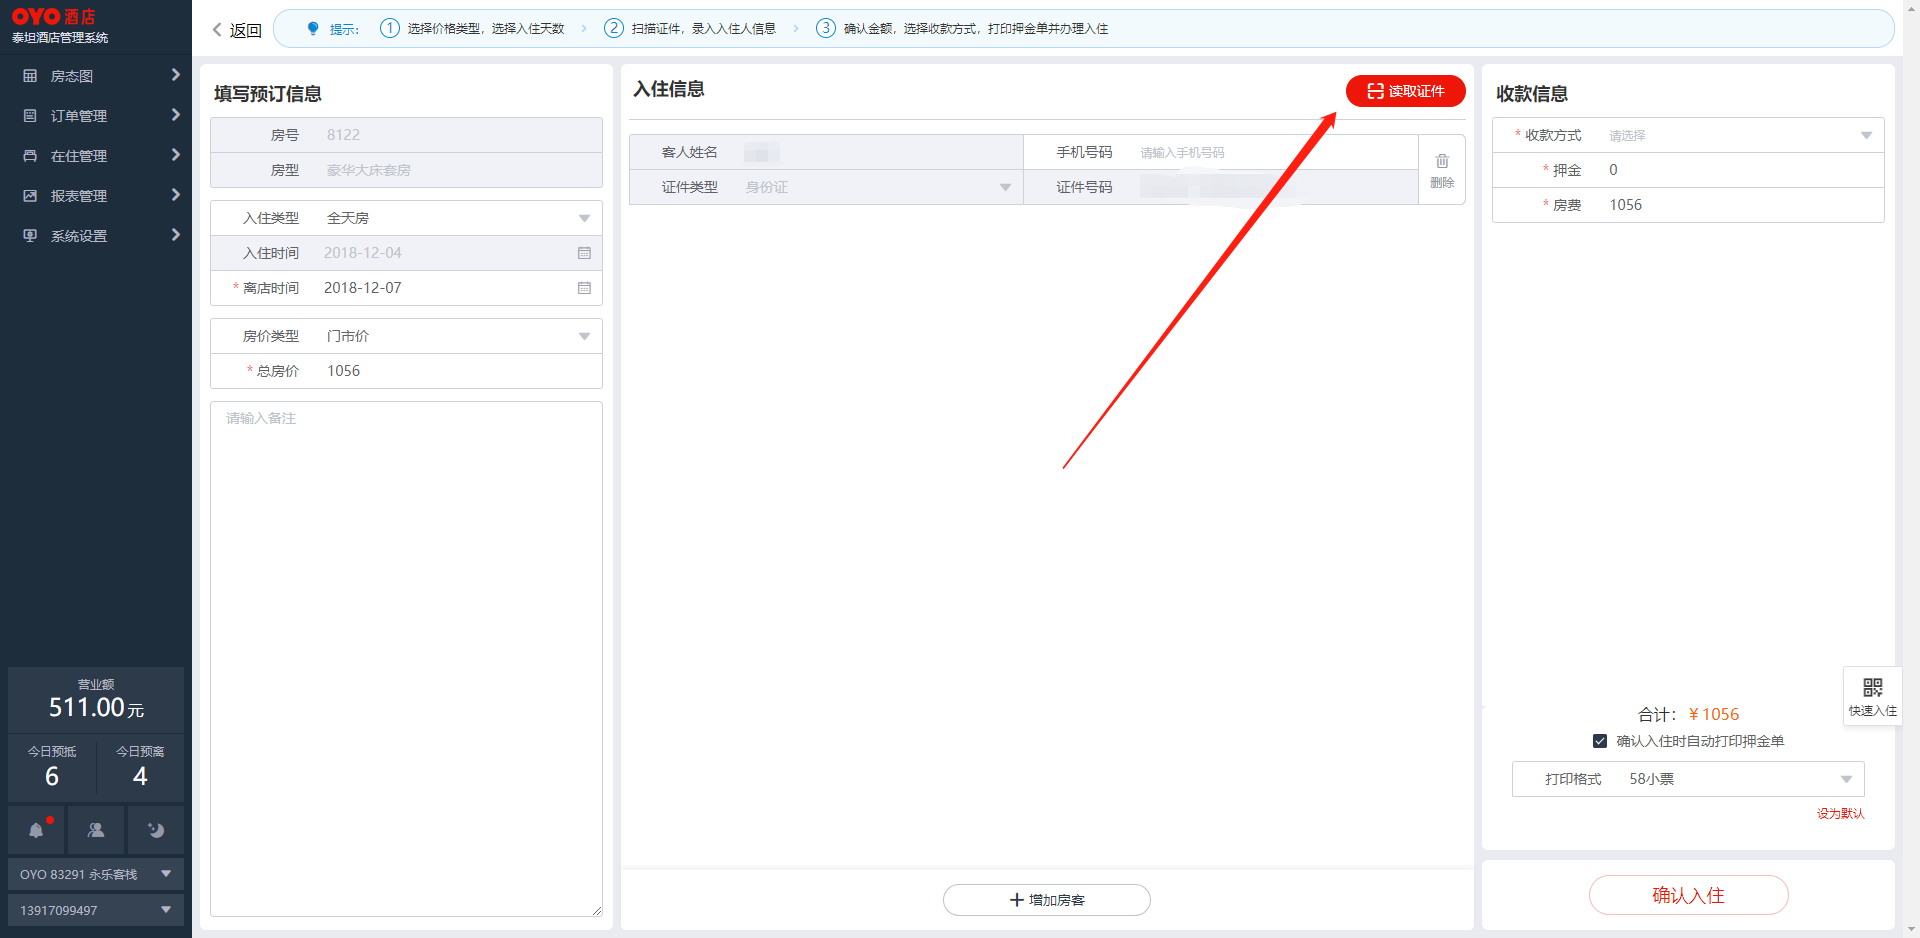 OYO 酒店
泰坦酒店管理系统
房态图
订单管理
在住管理
报表管理
系统设置
营业额
511.00元
今日预抵
6
今日预离
4
OYO 83291 永乐客栈
13917099497
返回
提示:
1 选择价格类型，选择入住天数
2 扫描证件，录入入住人信息
3 确认金额，选择收款方式，打印押金单并办理入住
填写预订信息
房号 8122
房型 豪华大床套房
入住类型 全天房
入住时间 2018-12-04
* 离店时间 2018-12-07
房价类型 门市价
* 总房价 1056
请输入备注
入住信息
读取证件
客人姓名
手机号码 请输入手机号码
证件类型 身份证
证件号码
删除
增加房客
收款信息
* 收款方式 请选择
* 押金 0
* 房费 1056
快速入住
合计: ¥1056
确认入住时自动打印押金单
打印格式 58小票
设为默认
确认入住